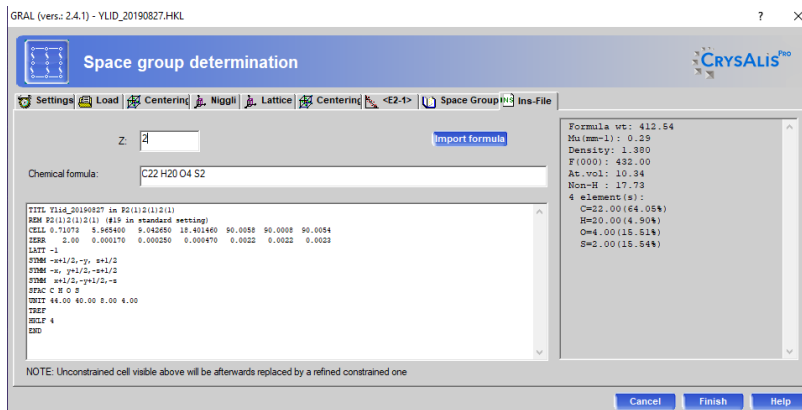 GRAL (vers.: 2.4.1) - YLID_20190827.HKL
Space group determination
CRYSALIS PRO
Settings Load Centering Niggli Lattice Centering <E2-1> Space Group INS Ins-File
Z: 2
Import formula
Chemical formula: C22 H20 O4 S2
TITL Ylid_20190827 in P2(1)2(1)2(1)
REM P2(1)2(1)2(1) (#19 in standard setting)
CELL 0.71073 5.965400 9.042650 18.401460 90.0058 90.0008 90.0054
ZERR 2.00 0.000170 0.000250 0.000470 0.0022 0.0022 0.0023
LATT -1
SYMM -x+1/2,-y, z+1/2
SYMM -x, y+1/2,-z+1/2
SYMM x+1/2,-y+1/2,-z
SFAC C H O S
UNIT 44.00 40.00 8.00 4.00
TREF
HKLF 4
END
Formula wt: 412.54
Mu(mm-1): 0.29
Density: 1.380
F(000): 432.00
At.vol: 10.34
Non-H : 17.73
4 element(s):
C=22.00(64.05%)
H=20.00(4.90%)
O=4.00(15.51%)
S=2.00(15.54%)
NOTE: Unconstrained cell visible above will be afterwards replaced by a refined constrained one
Cancel Finish Help